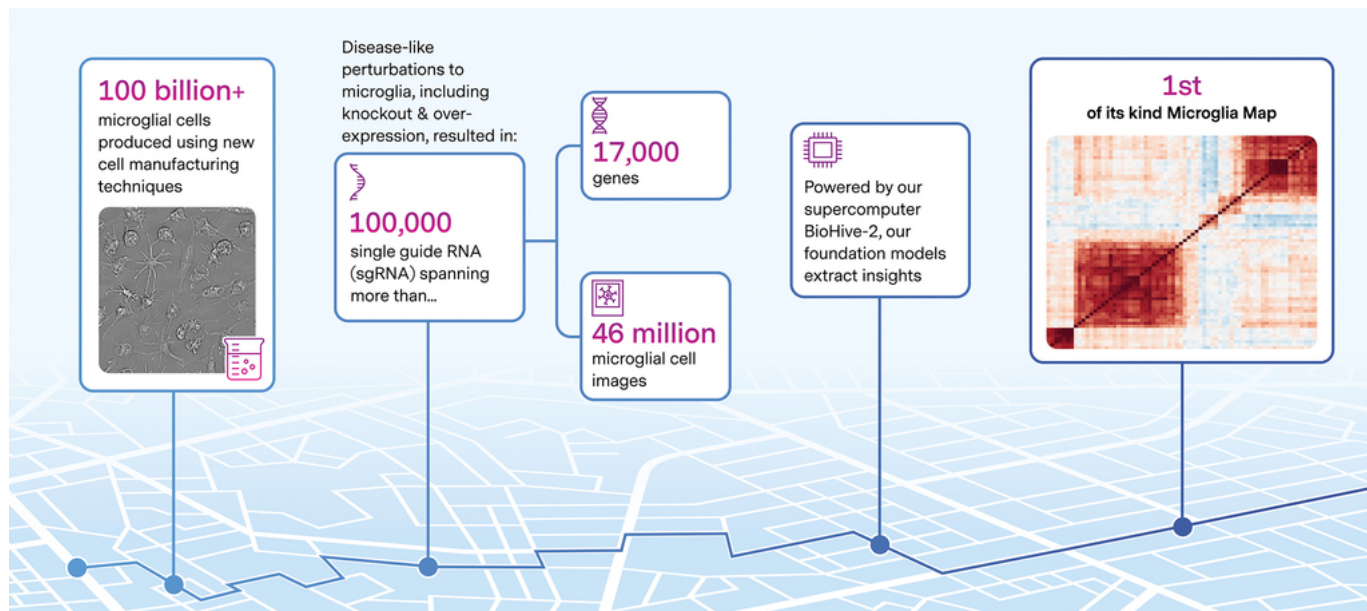 100 billion+
microglial cells
produced using new
cell manufacturing
techniques
Disease-like
perturbations to
microglia, including
knockout & over-
expression, resulted in:
100,000
single guide RNA
(sgRNA) spanning
more than...
17,000
genes
46 million
microglial cell
images
Powered by our
supercomputer
BioHive-2, our
foundation models
extract insights
1st
of its kind Microglia Map